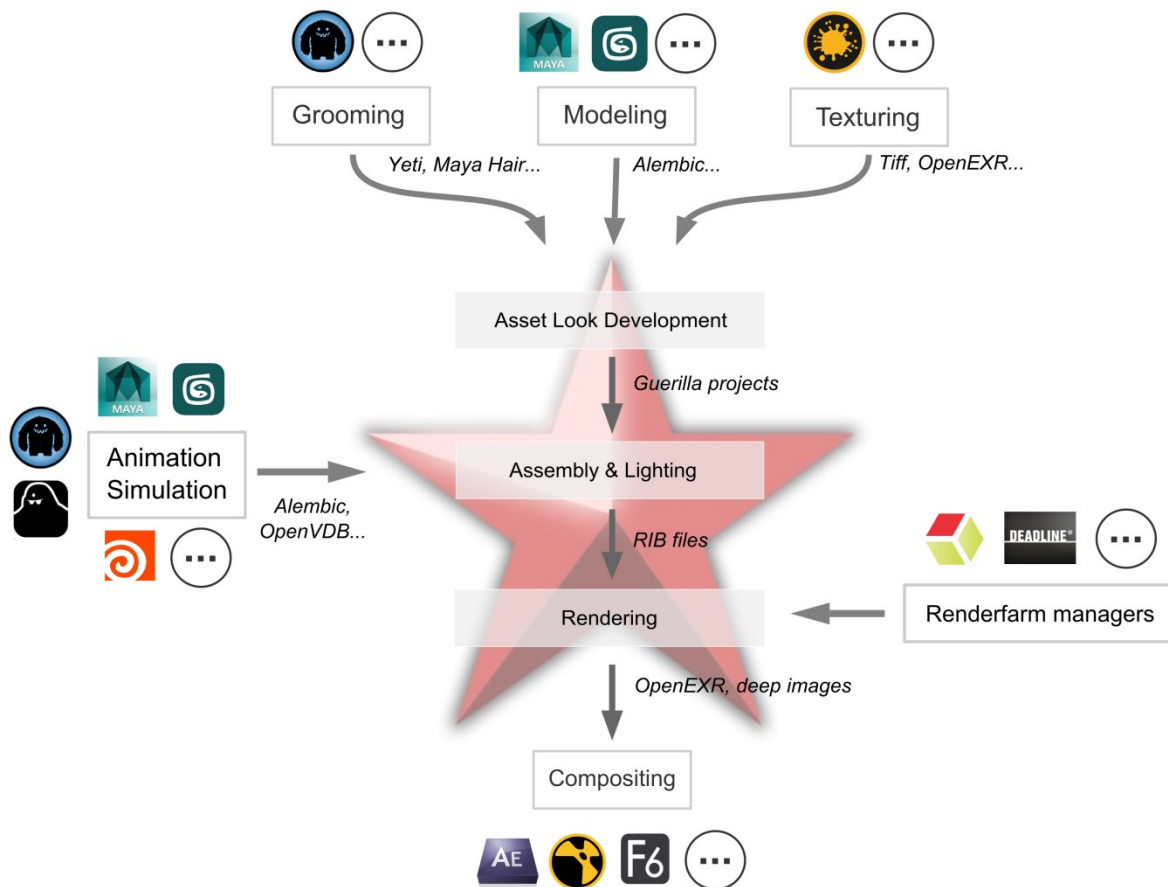 MAYA
Grooming
Modeling
Texturing
Yeti, Maya Hair...
Alembic...
Tiff, OpenEXR...
Asset Look Development
Guerilla projects
MAYA
Animation
Simulation
Alembic,
OpenVDB...
Assembly & Lighting
RIB files
DEADLINE®
Rendering
Renderfarm managers
OpenEXR, deep images
Compositing
AE
F6